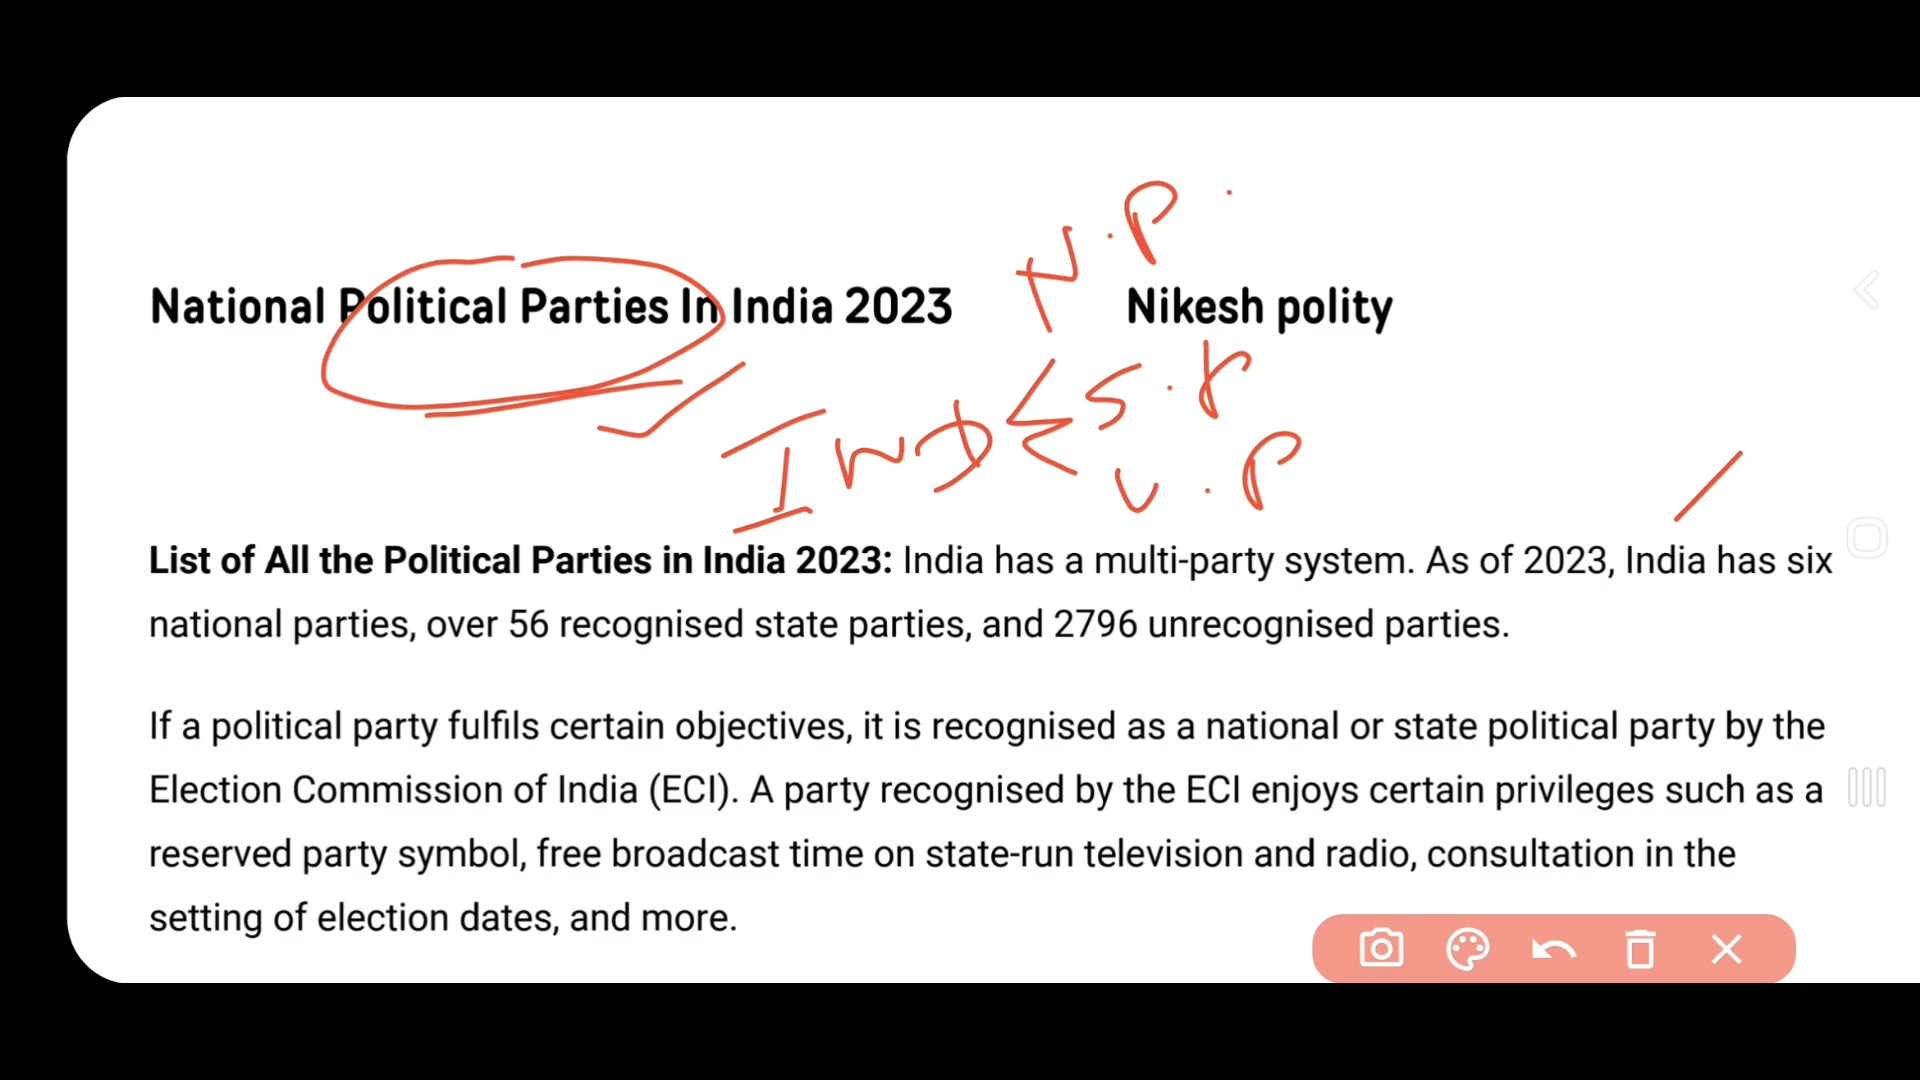 N.P.
National Political Parties In India 2023 Nikesh polity
IND S.P
U.P
List of All the Political Parties in India 2023: India has a multi-party system. As of 2023, India has six
national parties, over 56 recognised state parties, and 2796 unrecognised parties.
If a political party fulfils certain objectives, it is recognised as a national or state political party by the
Election Commission of India (ECI). A party recognised by the ECI enjoys certain privileges such as a
reserved party symbol, free broadcast time on state-run television and radio, consultation in the
setting of election dates, and more.